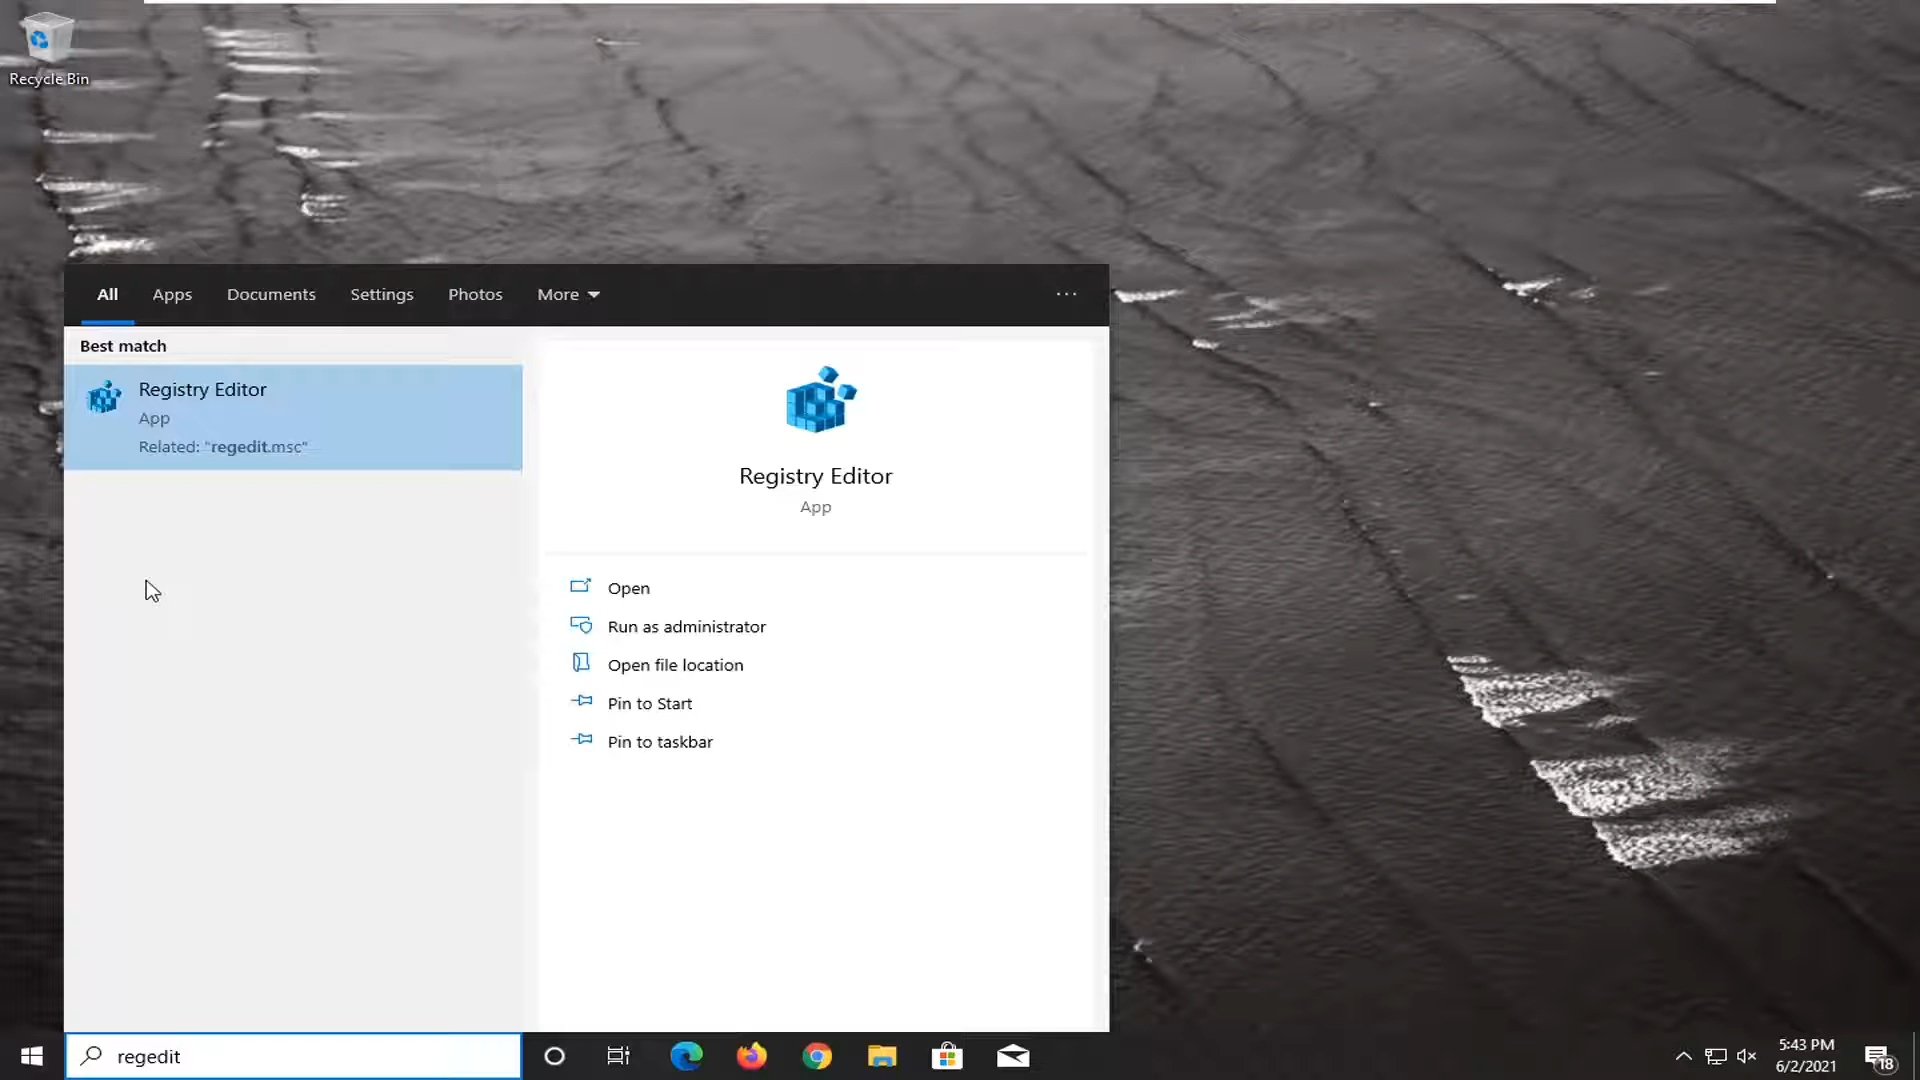 Recycle Bin
All Apps Documents Settings Photos More ...
Best match
Registry Editor
App
Related: "regedit.msc"
Registry Editor
App
Open
Run as administrator
Open file location
Pin to Start
Pin to taskbar
regedit
5:43 PM
6/2/2021
18